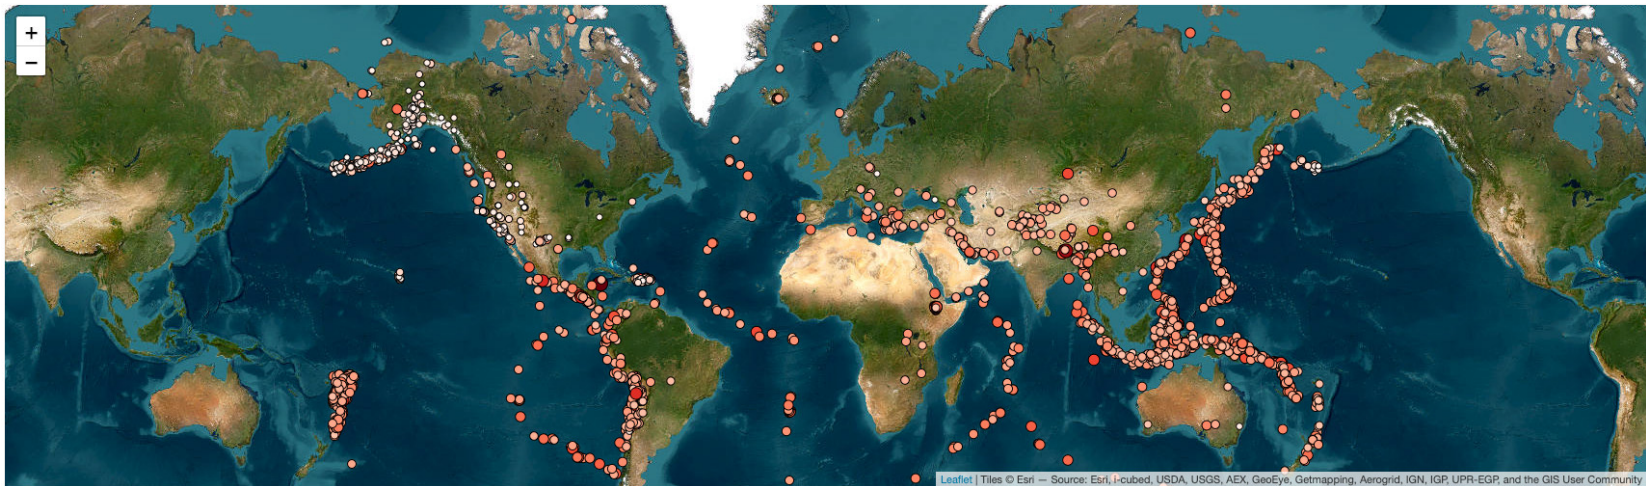 +
−
Leaflet | Tiles © Esri — Source: Esri, i-cubed, USDA, USGS, AEX, GeoEye, Getmapping, Aerogrid, IGN, IGP, UPR-EGP, and the GIS User Community